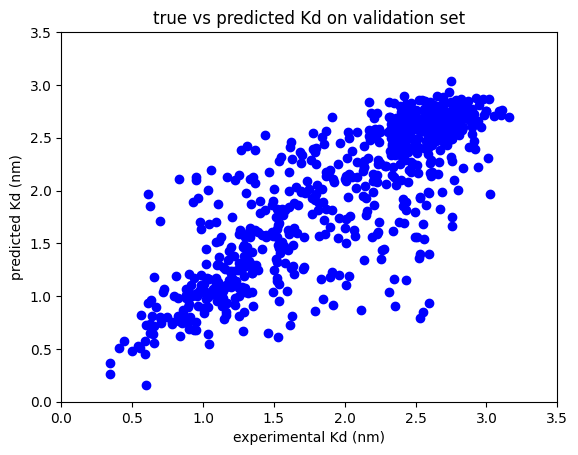 true vs predicted Kd on validation set
3.5
3.0
2.5
2.0
1.5
1.0
0.5
0.0
predicted Kd (nm)
0.0 0.5 1.0 1.5 2.0 2.5 3.0 3.5
experimental Kd (nm)